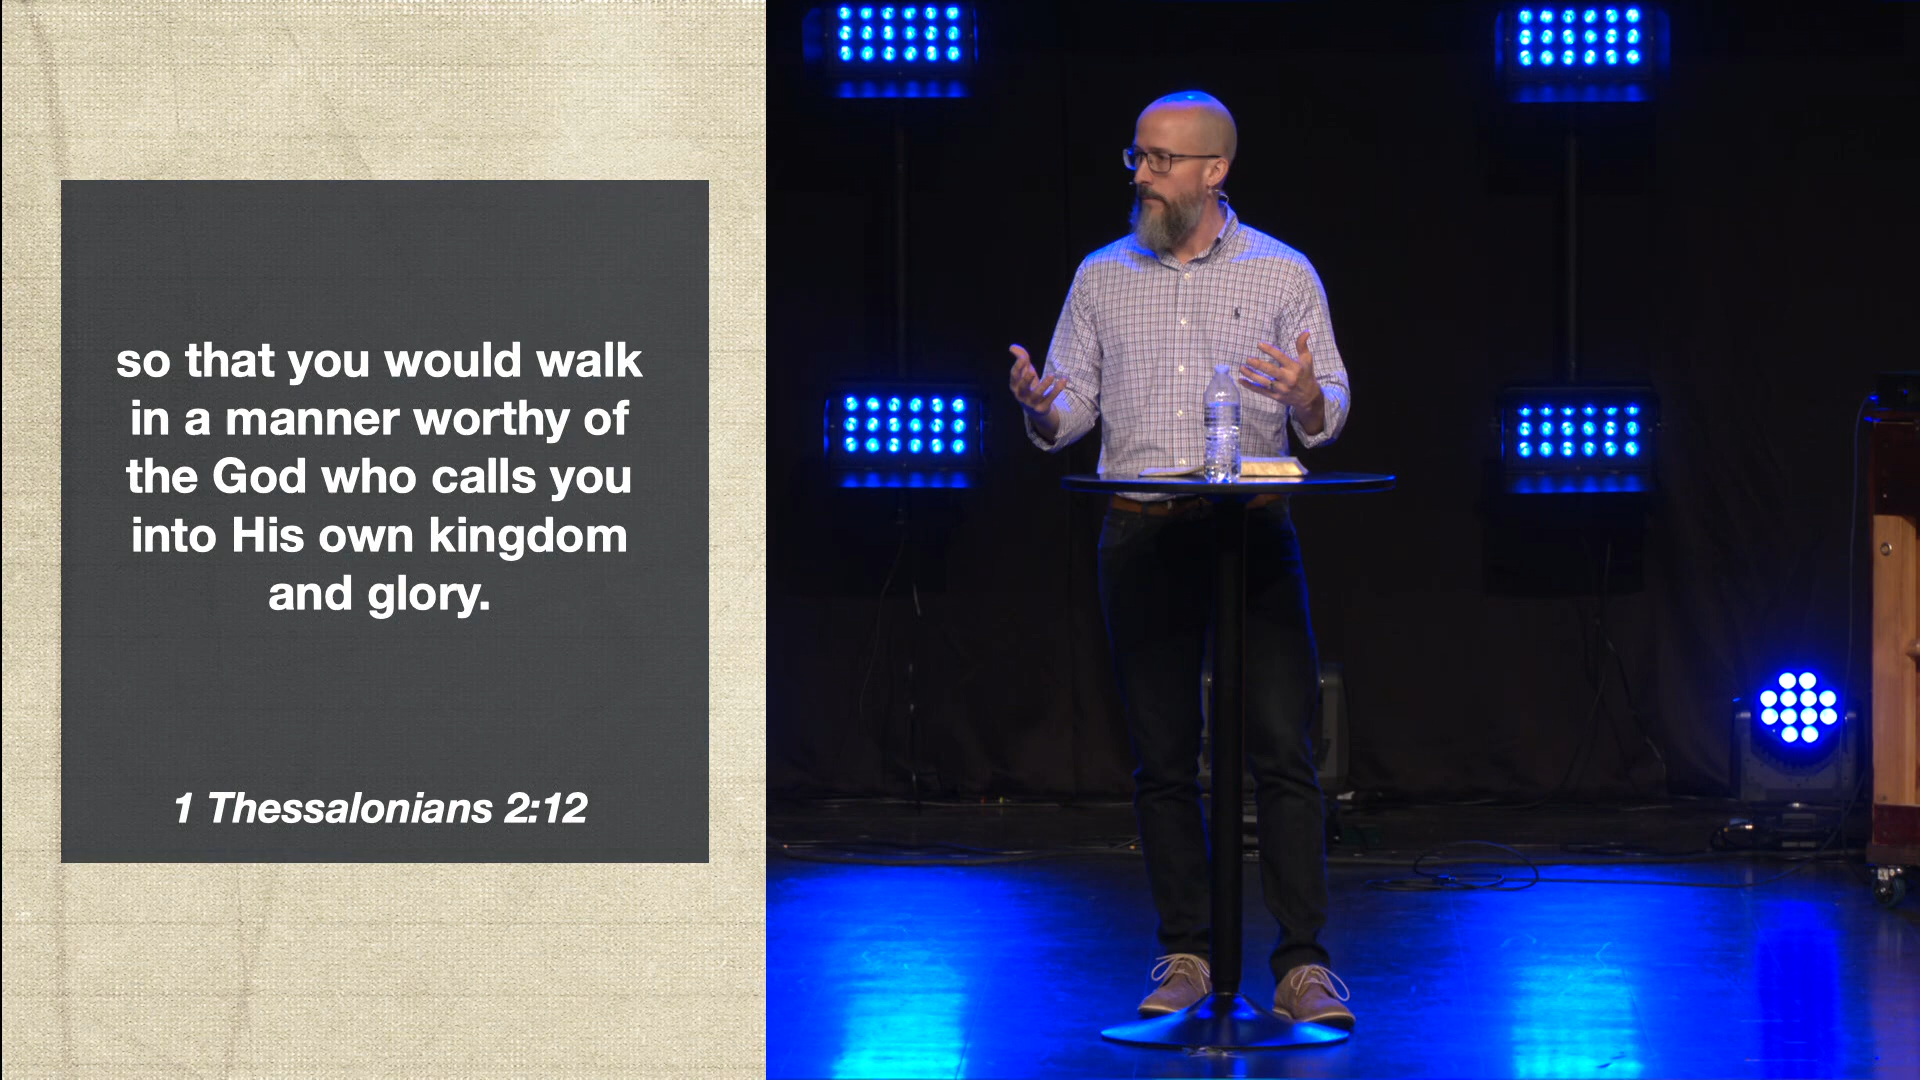 so that you would walk
in a manner worthy of
the God who calls you
into His own kingdom
and glory.
1 Thessalonians 2:12